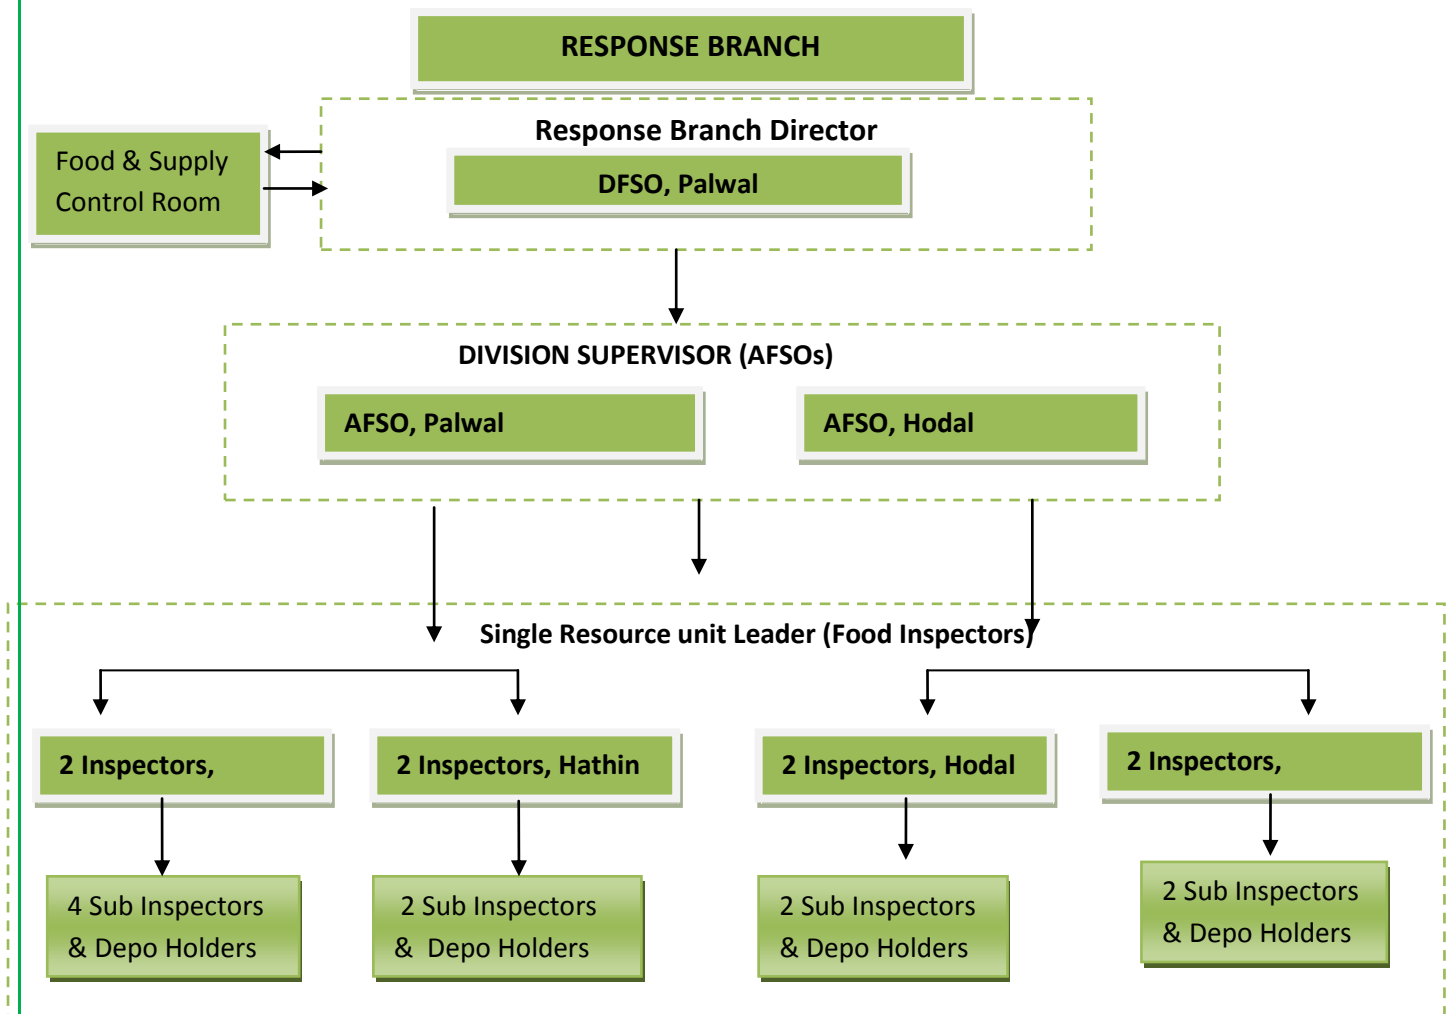 RESPONSE BRANCH
Response Branch Director
Food & Supply
Control Room
DFSO, Palwal
DIVISION SUPERVISOR (AFSOs)
AFSO, Palwal
AFSO, Hodal
Single Resource unit Leader (Food Inspectors)
2 Inspectors,
2 Inspectors, Hathin
2 Inspectors, Hodal
2 Inspectors,
4 Sub Inspectors
& Depo Holders
2 Sub Inspectors
& Depo Holders
2 Sub Inspectors
& Depo Holders
2 Sub Inspectors
& Depo Holders